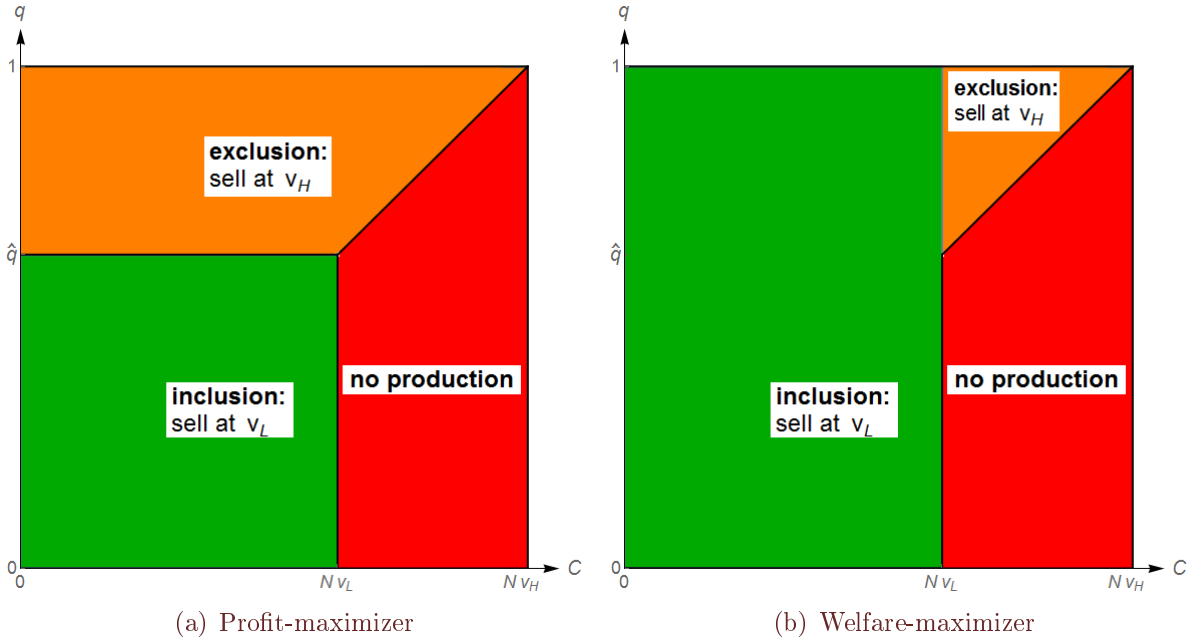 q
1
exclusion:
sell at v_H
q̂
inclusion:
sell at v_L
no production
0
0
N v_L
N v_H
C
(a) Profit-maximizer
q
1
exclusion:
sell at v_H
q̂
inclusion:
sell at v_L
no production
0
0
N v_L
N v_H
C
(b) Welfare-maximizer